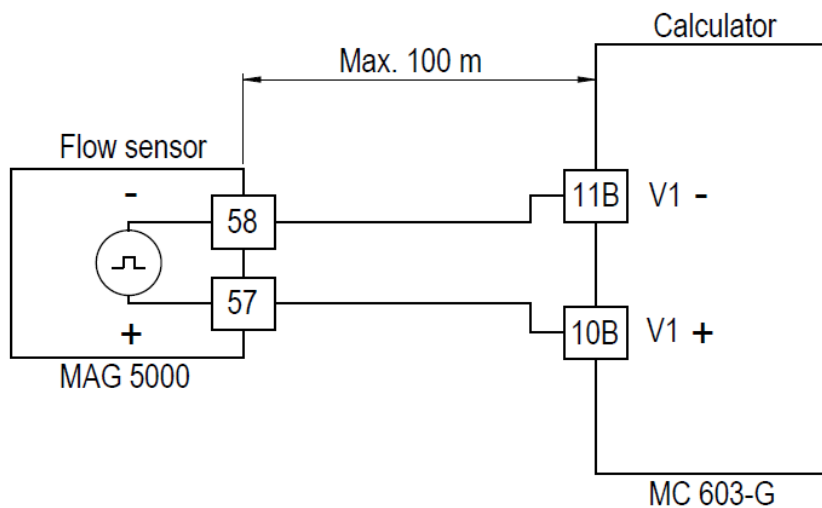 Calculator
Max. 100 m
Flow sensor
-
58
11B V1 -
57
+
10B V1 +
MAG 5000
MC 603-G